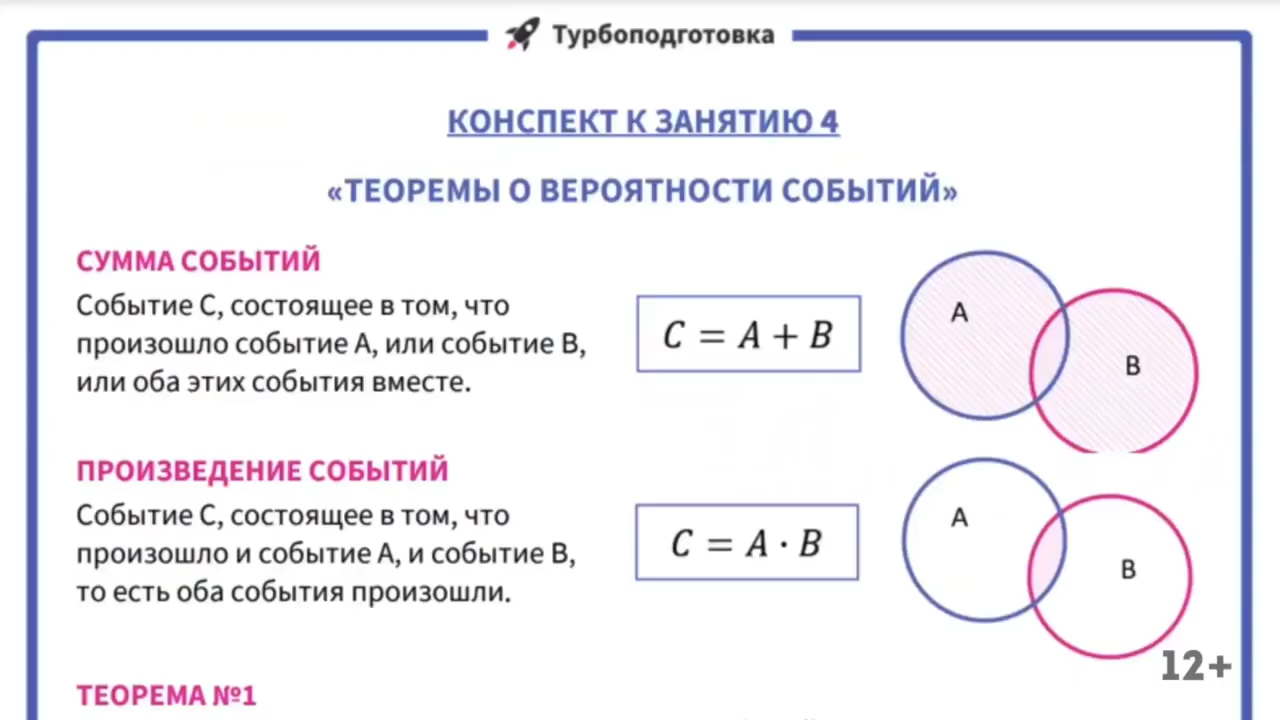 Турбоподготовка
КОНСПЕКТ К ЗАНЯТИЮ 4
«ТЕОРЕМЫ О ВЕРОЯТНОСТИ СОБЫТИЙ»
СУММА СОБЫТИЙ
Событие С, состоящее в том, что
произошло событие А, или событие В,
или оба этих события вместе.
C = A + B
A
B
ПРОИЗВЕДЕНИЕ СОБЫТИЙ
Событие С, состоящее в том, что
произошло и событие А, и событие В,
то есть оба события произошли.
C = A · B
A
B
12+
ТЕОРЕМА №1